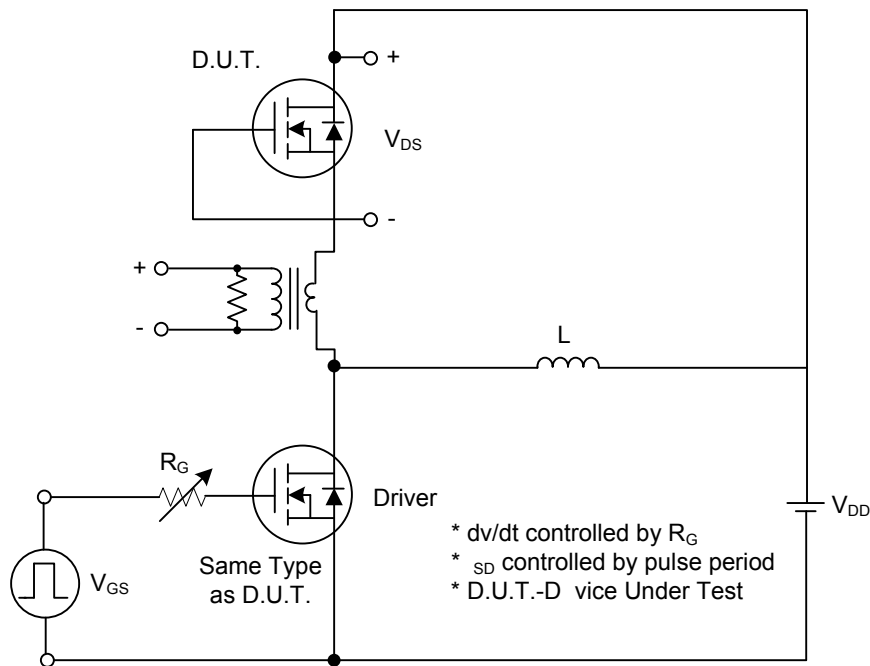 D.U.T.
+
V_DS
-
+
-
L
R_G
Driver
V_DD
V_GS
Same Type
as D.U.T.
* dv/dt controlled by R_G
* _SD controlled by pulse period
* D.U.T.-D vice Under Test